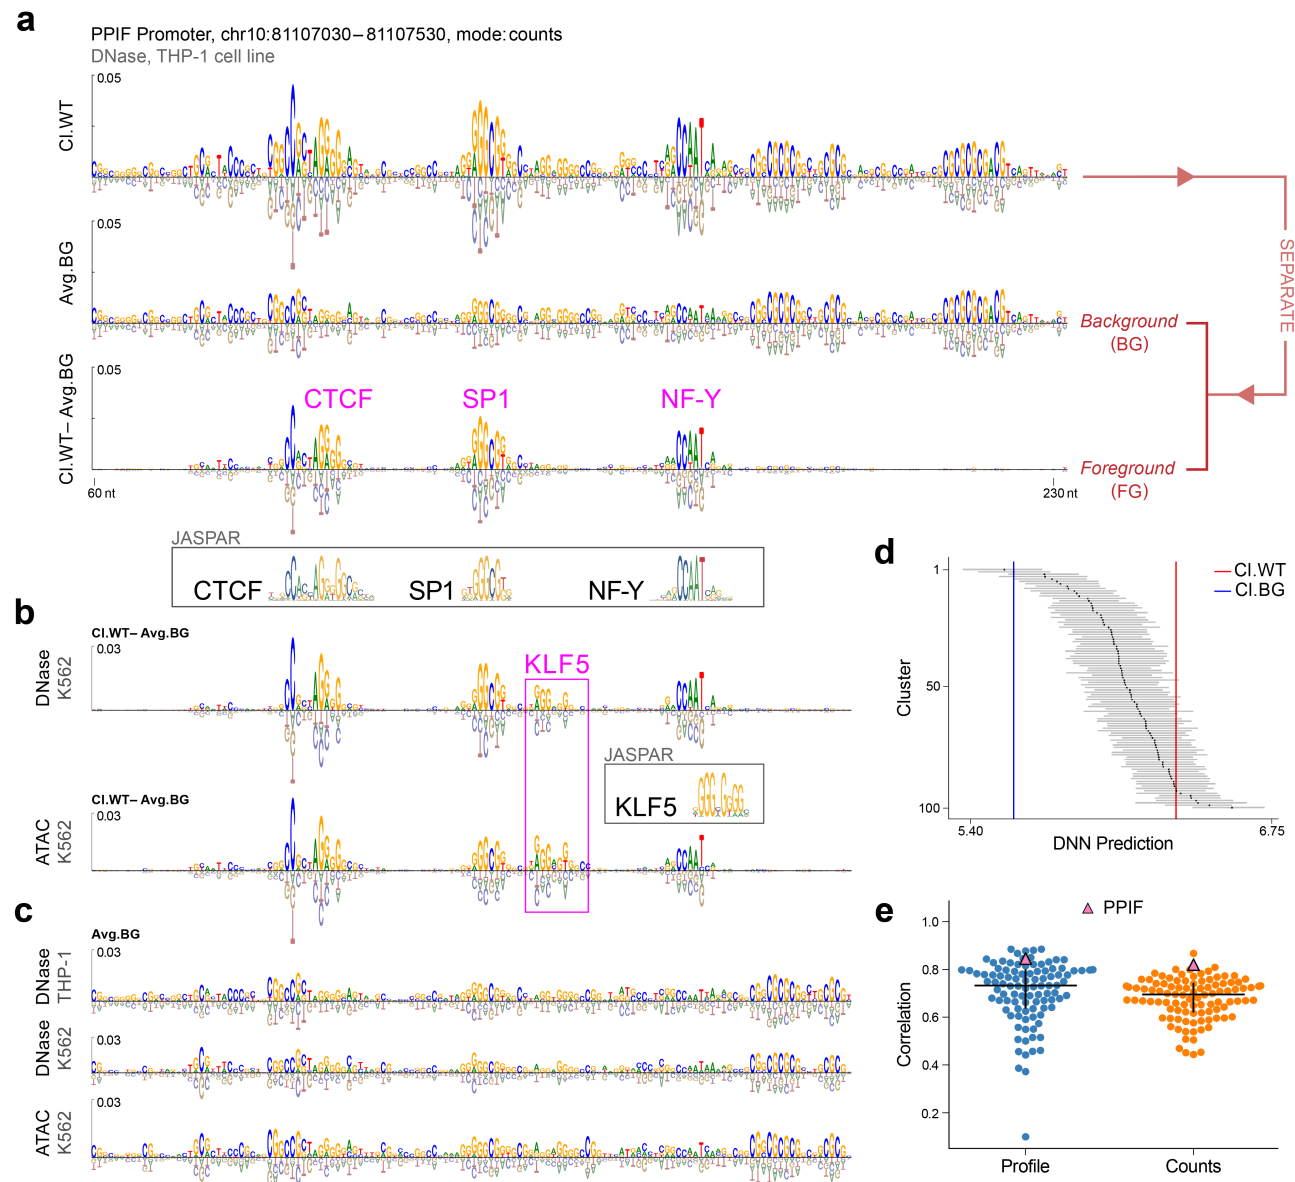 a
PPIF Promoter, chr10:81107030–81107530, mode:counts
DNase, THP-1 cell line
Cl.WT
0.05
Avg.BG
0.05
Background
(BG)
SEPARATE
Cl.WT–Avg.BG
0.05
CTCF SP1 NF-Y
Foreground
(FG)
60 nt 230 nt
JASPAR
CTCF SP1 NF-Y
b
Cl.WT–Avg.BG
0.03
DNase
K562
KLF5
JASPAR
KLF5
Cl.WT–Avg.BG
0.03
ATAC
K562
c
Avg.BG
0.03
DNase
THP-1
0.03
DNase
K562
0.03
ATAC
K562
d
Cl.WT
Cl.BG
Cluster
1
50
100
5.40 6.75
DNN Prediction
e
PPIF
Correlation
1.0
0.8
0.6
0.4
0.2
Profile Counts